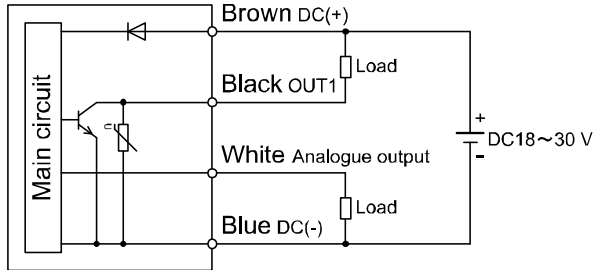 Brown DC(+)
Load
Black OUT1
Main circuit
U
White Analogue output
+
DC18～30 V
-
Load
Blue DC(-)